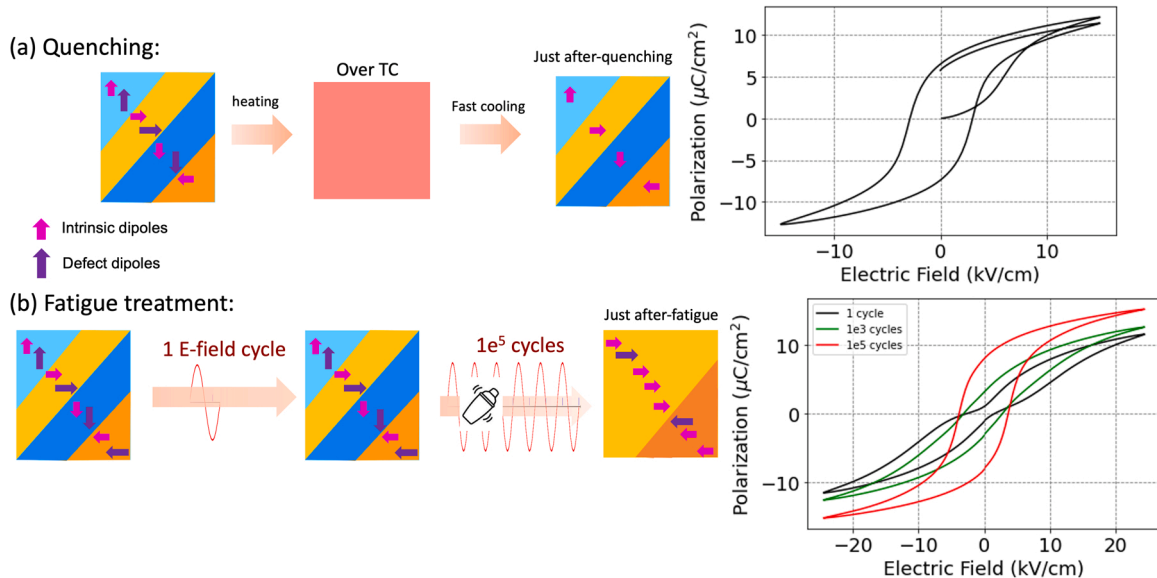 (a) Quenching:
Over TC
Just after-quenching
heating
Fast cooling
Intrinsic dipoles
Defect dipoles
Polarization (μC/cm²)
10
5
0
−5
−10
−10
0
10
Electric Field (kV/cm)
(b) Fatigue treatment:
Just after-fatigue
1 E-field cycle
1e⁵ cycles
1 cycle
1e3 cycles
1e5 cycles
Polarization (μC/cm²)
10
0
−10
−20
−10
0
10
20
Electric Field (kV/cm)